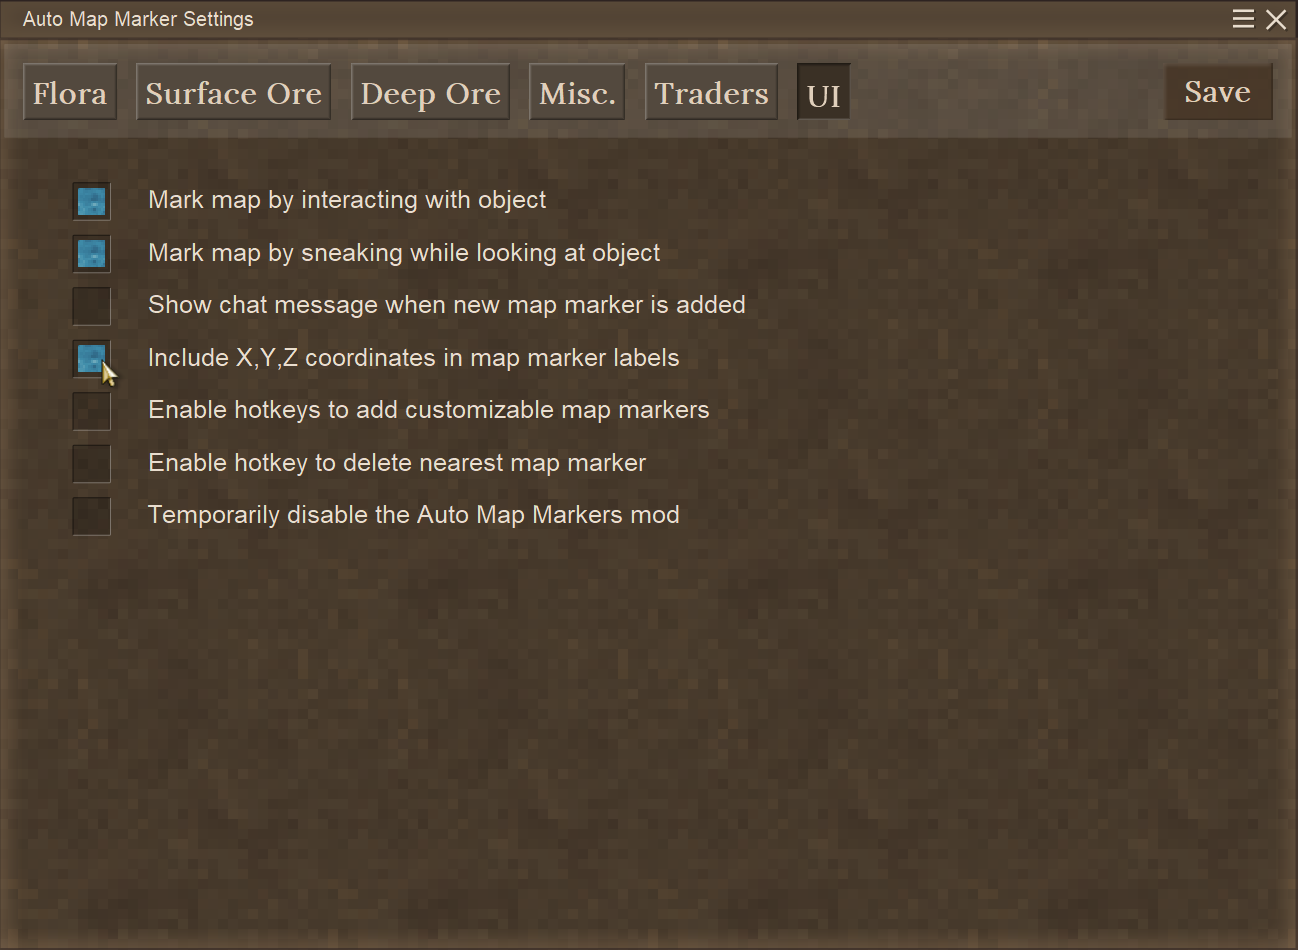 Auto Map Marker Settings
Flora Surface Ore Deep Ore Misc. Traders UI Save
Mark map by interacting with object
Mark map by sneaking while looking at object
Show chat message when new map marker is added
Include X,Y,Z coordinates in map marker labels
Enable hotkeys to add customizable map markers
Enable hotkey to delete nearest map marker
Temporarily disable the Auto Map Markers mod